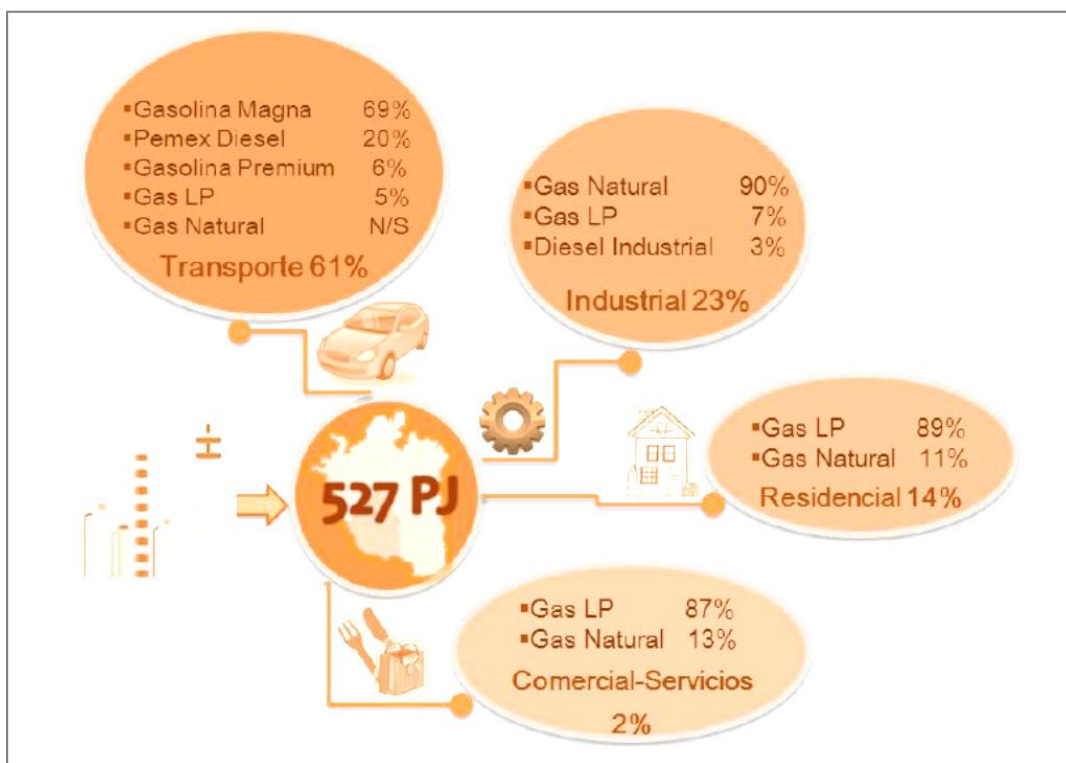 ▪Gasolina Magna 69%
▪Pemex Diesel 20%
▪Gasolina Premium 6%
▪Gas LP 5%
▪Gas Natural N/S
Transporte 61%
▪Gas Natural 90%
▪Gas LP 7%
▪Diesel Industrial 3%
Industrial 23%
▪Gas LP 89%
▪Gas Natural 11%
Residencial 14%
527 PJ
▪Gas LP 87%
▪Gas Natural 13%
Comercial-Servicios
2%